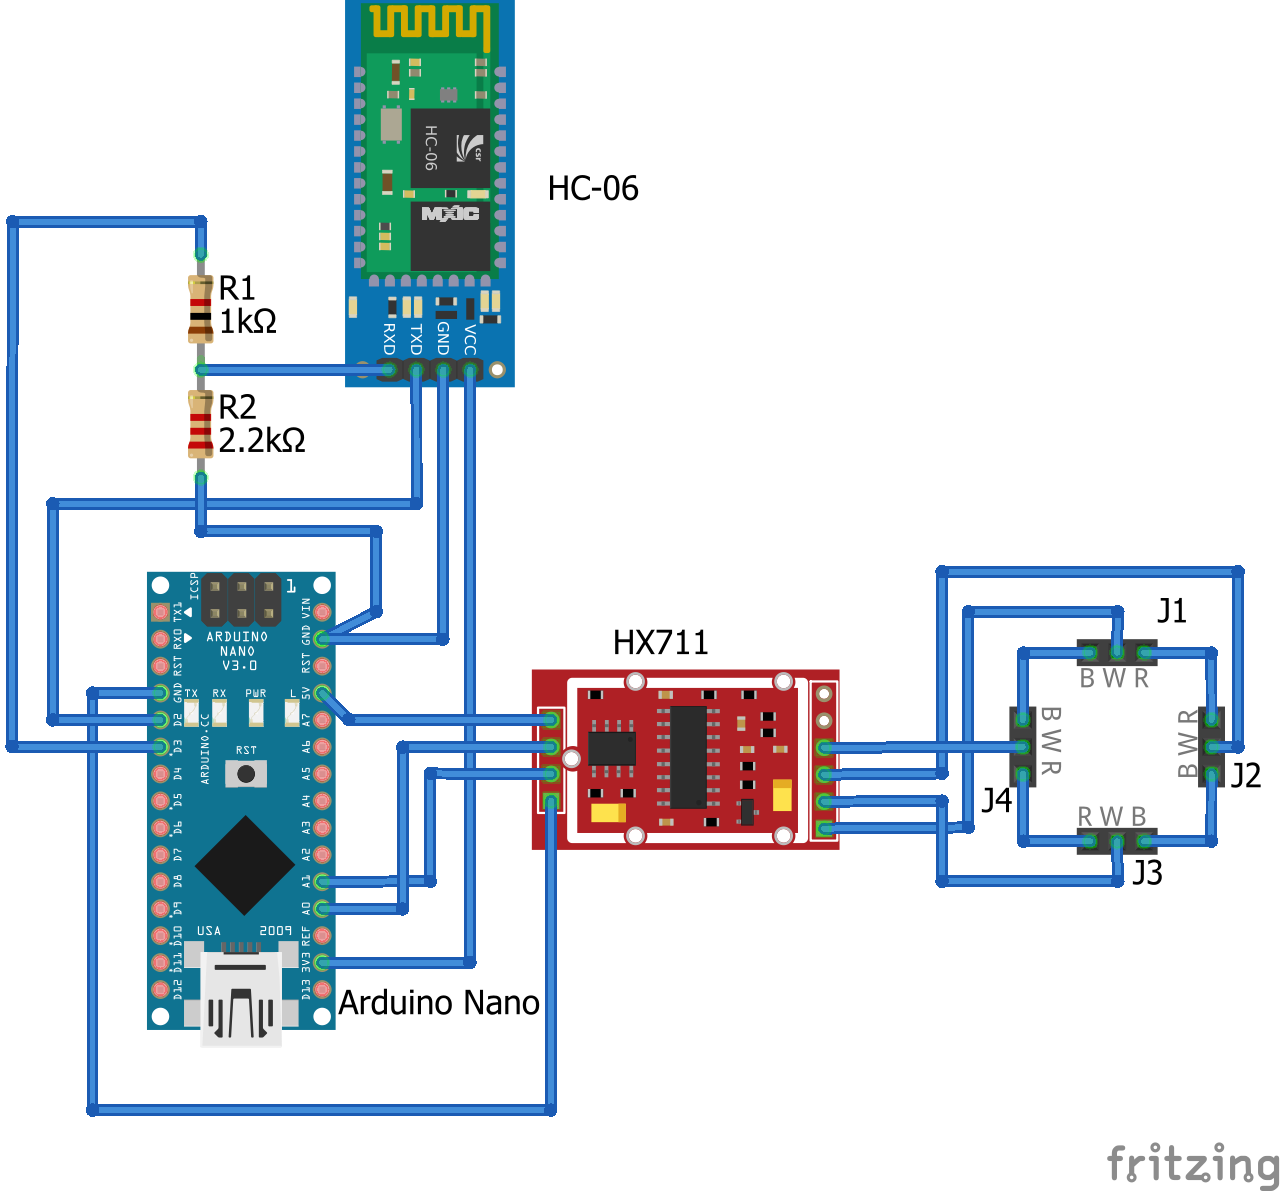 HC-06
CSR
HC-06
MXIC
R1
1kΩ
RXD
TXD
GND
VCC
R2
2.2kΩ
ICSP
1
TX1
RX0
RST
GND
D2
D3
D4
D5
D6
D7
D8
D9
D10
D11
D12
ARDUINO
NANO
V3.0
TX
RX
PWR
L
ARDUINO.CC
RST
USA
2009
VIN
GND
RST
5V
A7
A6
A5
A4
A3
A2
A1
A0
REF
3V3
D13
Arduino Nano
HX711
J1
B W R
B W R
J4
B W R
J2
R W B
J3
fritzing